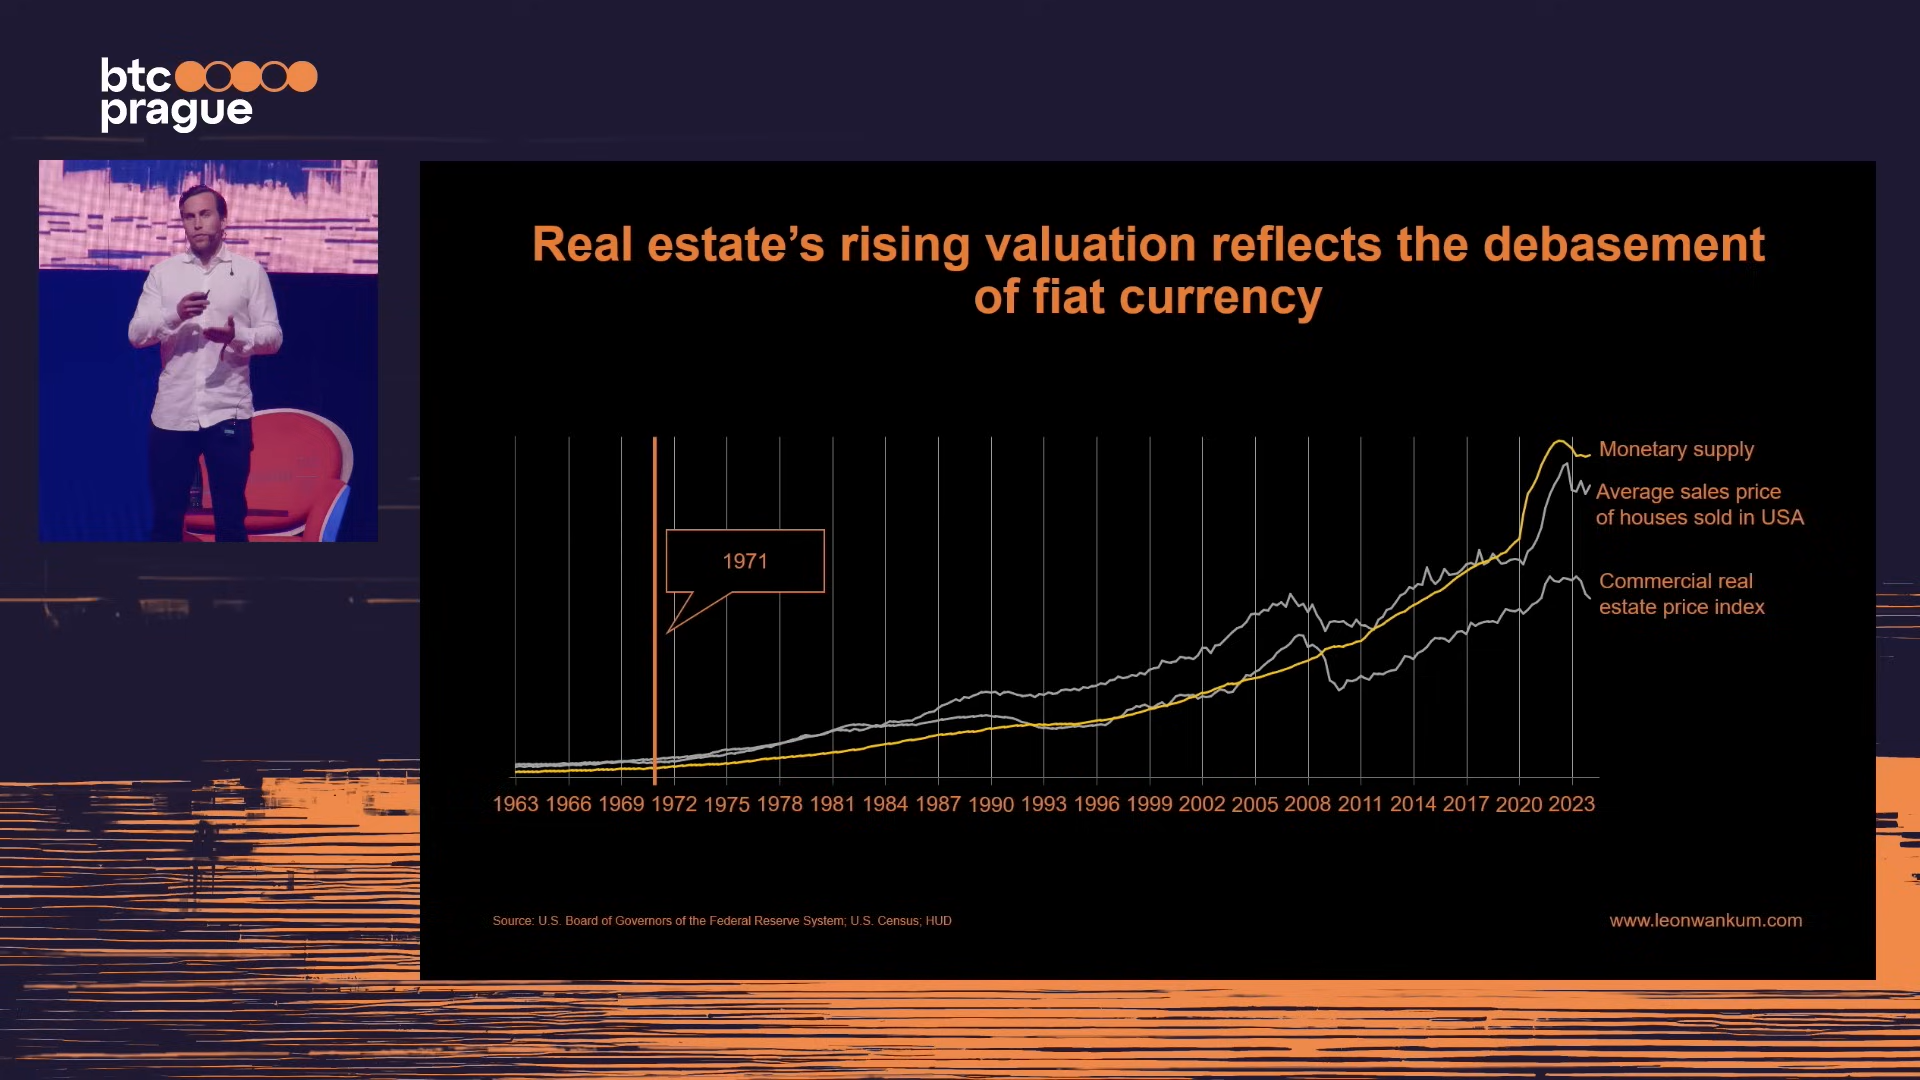 btc
prague
Real estate’s rising valuation reflects the debasement
of fiat currency
Monetary supply
Average sales price
of houses sold in USA
1971
Commercial real
estate price index
1963 1966 1969 1972 1975 1978 1981 1984 1987 1990 1993 1996 1999 2002 2005 2008 2011 2014 2017 2020 2023
Source: U.S. Board of Governors of the Federal Reserve System; U.S. Census; HUD
www.leonwankum.com